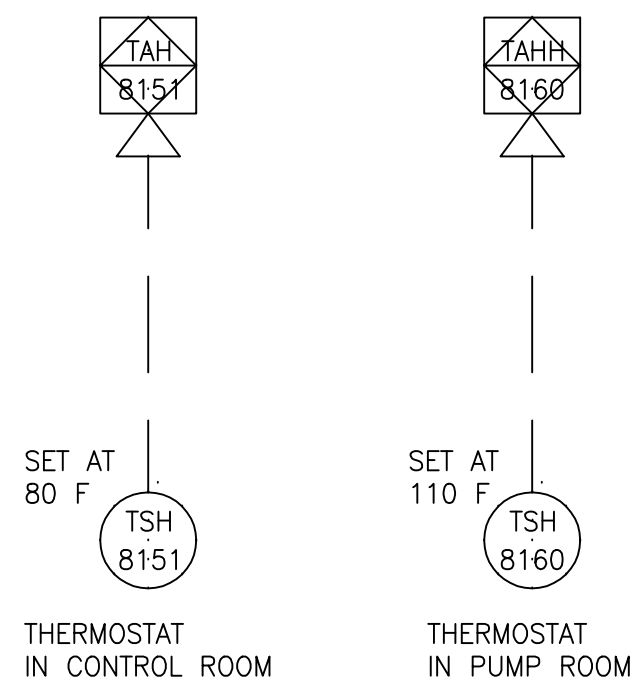 TAH
8151
TAHH
8160
SET AT
80 F
SET AT
110 F
TSH
8151
TSH
8160
THERMOSTAT
IN CONTROL ROOM
THERMOSTAT
IN PUMP ROOM